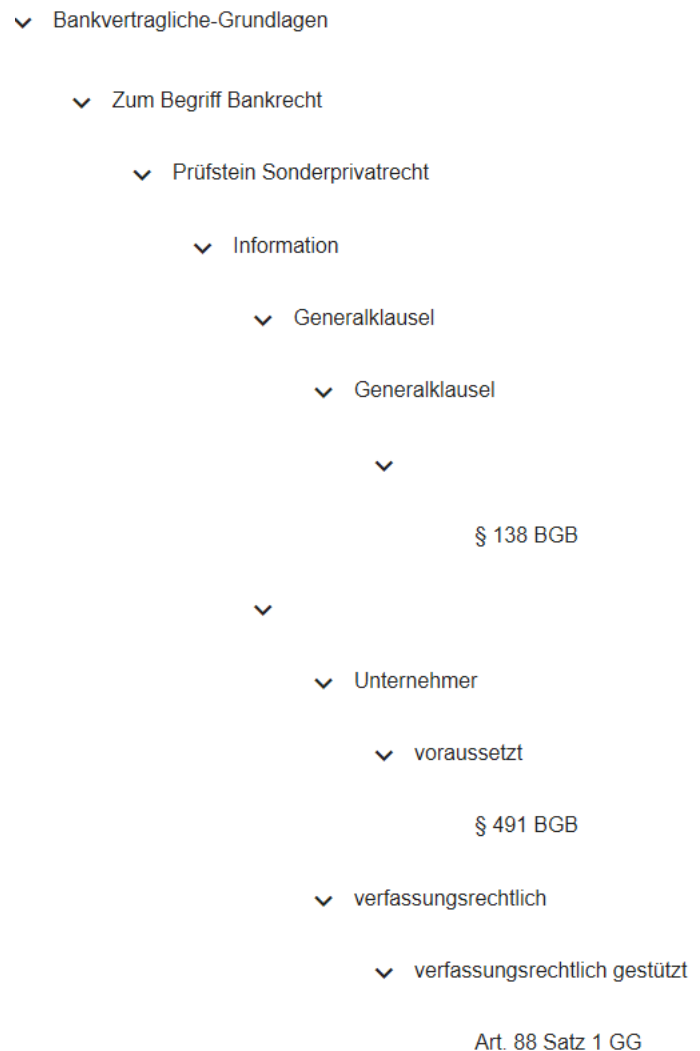 Bankvertragliche-Grundlagen
Zum Begriff Bankrecht
Prüfstein Sonderprivatrecht
Information
Generalklausel
Generalklausel
§ 138 BGB
Unternehmer
voraussetzt
§ 491 BGB
verfassungsrechtlich
verfassungsrechtlich gestützt
Art. 88 Satz 1 GG